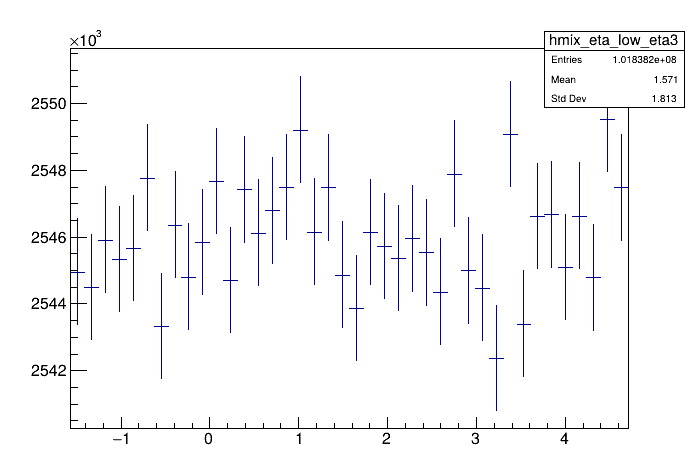 ×10³
hmix_eta_low_eta3
Entries 1.018382e+08
Mean 1.571
Std Dev 1.813
2550
2548
2546
2544
2542
−1 0 1 2 3 4